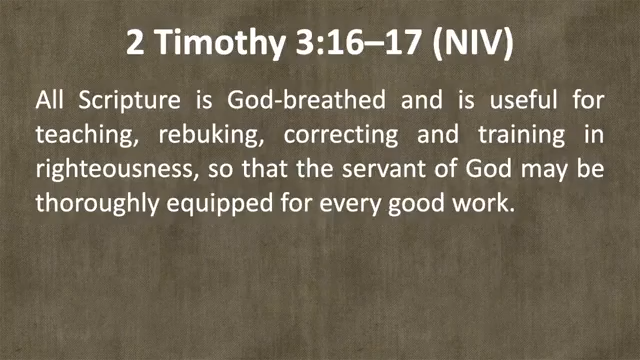 2 Timothy 3:16–17 (NIV)
All Scripture is God-breathed and is useful for
teaching, rebuking, correcting and training in
righteousness, so that the servant of God may be
thoroughly equipped for every good work.